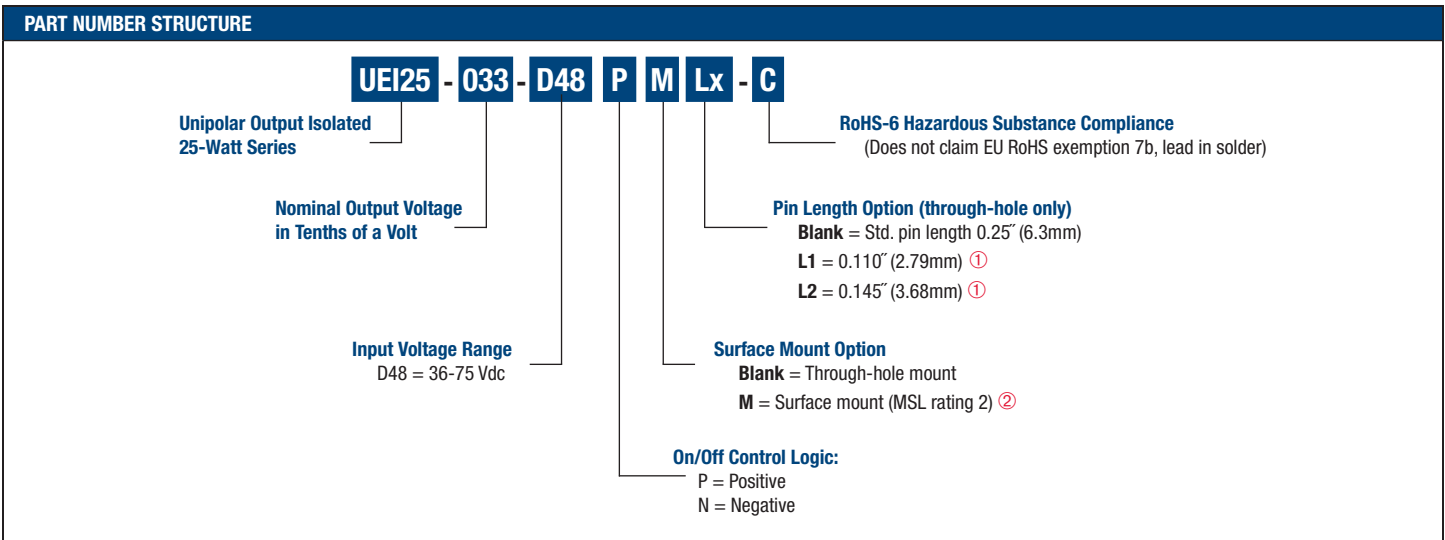 PART NUMBER STRUCTURE
UEI25 - 033 - D48 P M Lx - C
Unipolar Output Isolated
25-Watt Series
RoHS-6 Hazardous Substance Compliance
(Does not claim EU RoHS exemption 7b, lead in solder)
Nominal Output Voltage
in Tenths of a Volt
Pin Length Option (through-hole only)
Blank = Std. pin length 0.25˝ (6.3mm)
L1 = 0.110˝ (2.79mm) ①
L2 = 0.145˝ (3.68mm) ①
Input Voltage Range
D48 = 36-75 Vdc
Surface Mount Option
Blank = Through-hole mount
M = Surface mount (MSL rating 2) ②
On/Off Control Logic:
P = Positive
N = Negative